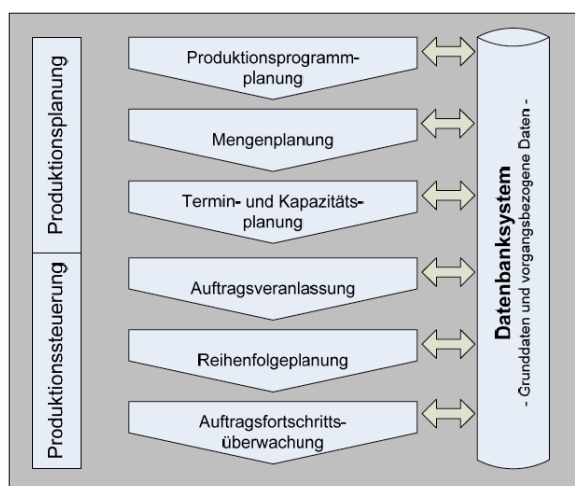 Produktionsplanung
Produktionssteuerung
Produktionsprogramm-
planung
Mengenplanung
Termin- und Kapazitäts-
planung
Auftragsveranlassung
Reihenfolgeplanung
Auftragsfortschritts-
überwachung
Datenbanksystem
- Grunddaten und vorgangsbezogene Daten -